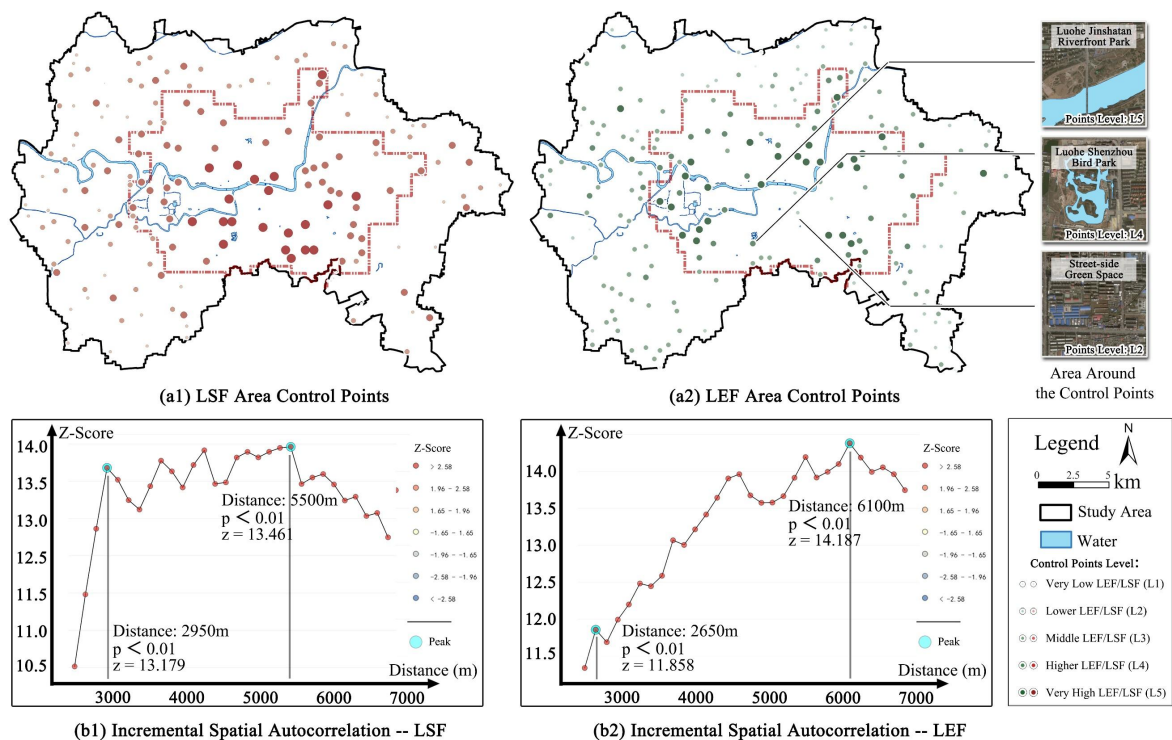 Luohe Jinshatan
Riverfront Park
Points Level: L5
Luohe Shenzhou
Bird Park
Points Level: L4
Street-side
Green Space
Points Level: L2
Area Around
the Control Points
(a1) LSF Area Control Points
(a2) LEF Area Control Points
Z-Score
14.0
13.5
13.0
12.5
11.0
10.5
3000
4000
5000
6000
7000
Distance (m)
Distance: 2950m
p < 0.01
z = 13.179
Distance: 5500m
p < 0.01
z = 13.461
Z-Score
> 2.58
1.96 - 2.58
1.65 - 1.96
-1.65 - 1.65
-1.96 - -1.65
-2.58 - -1.96
< -2.58
Peak
(b1) Incremental Spatial Autocorrelation -- LSF
Z-Score
14.0
13.5
13.0
12.5
12.0
11.5
3000
4000
5000
6000
7000
Distance (m)
Distance: 2650m
p < 0.01
z = 11.858
Distance: 6100m
p < 0.01
z = 14.187
Z-Score
> 2.58
1.96 - 2.58
1.65 - 1.96
-1.65 - 1.65
-1.96 - -1.65
-2.58 - -1.96
< -2.58
Peak
(b2) Incremental Spatial Autocorrelation -- LEF
Legend
N
0 2.5 5
km
Study Area
Water
Control Points Level:
Very Low LEF/LSF (L1)
Lower LEF/LSF (L2)
Middle LEF/LSF (L3)
Higher LEF/LSF (L4)
Very High LEF/LSF (L5)